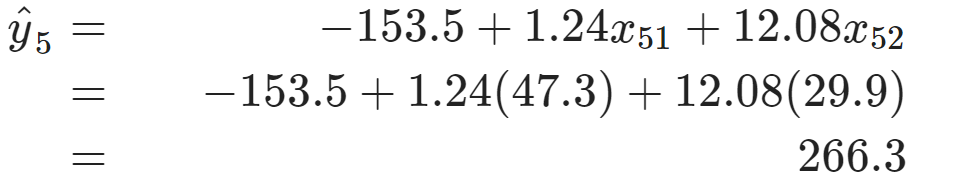 ŷ₅ = −153.5 + 1.24x₅₁ + 12.08x₅₂
= −153.5 + 1.24(47.3) + 12.08(29.9)
= 266.3